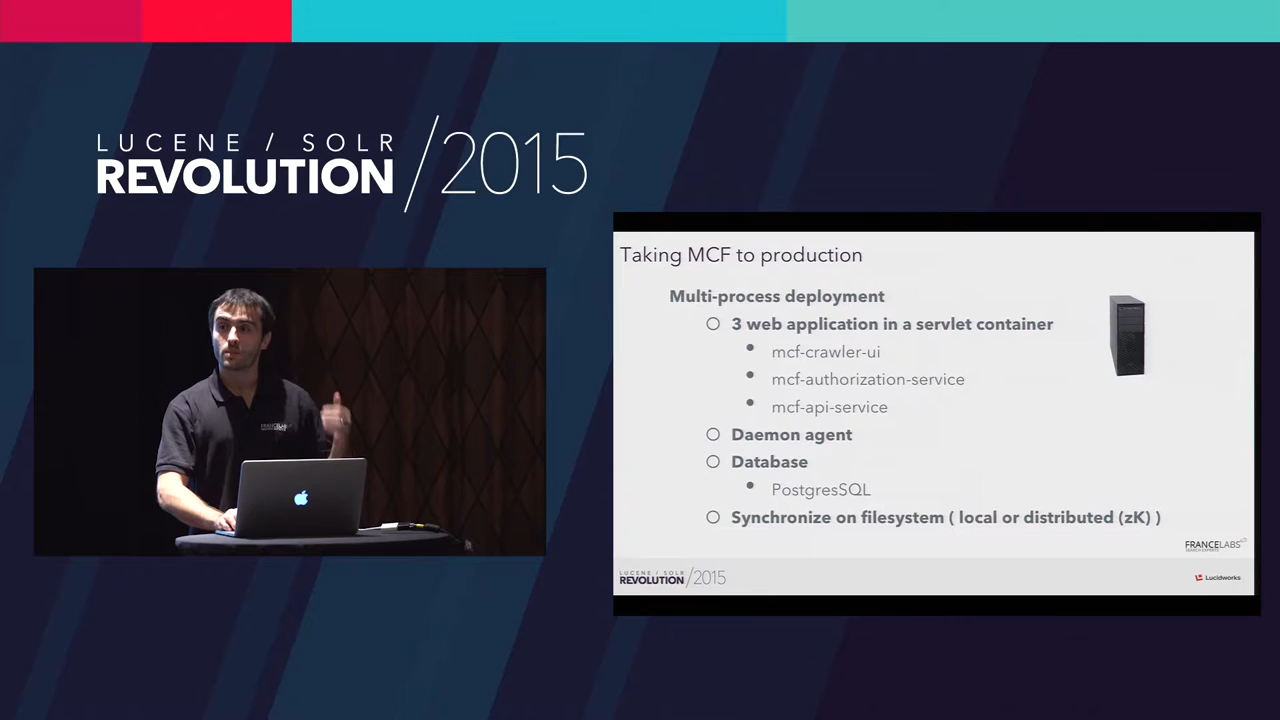 LUCENE / SOLR
REVOLUTION /2015
Taking MCF to production
Multi-process deployment
3 web application in a servlet container
mcf-crawler-ui
mcf-authorization-service
mcf-api-service
Daemon agent
Database
PostgresSQL
Synchronize on filesystem ( local or distributed (zK) )
FRANCELABS
SEARCH EXPERTS
LUCENE / SOLR
REVOLUTION /2015
Lucidworks